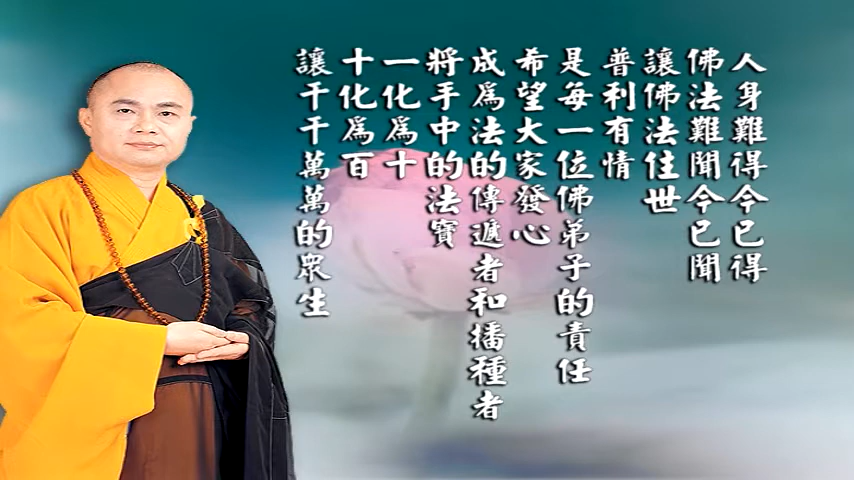 人身難得今已得
佛法難聞今已聞
讓佛法住世
普利有情
是每一位佛弟子的責任
希望大家發心
成為法的傳遞者和播種者
將手中的法寶
一化為十
十化為百
讓千千萬萬的眾生